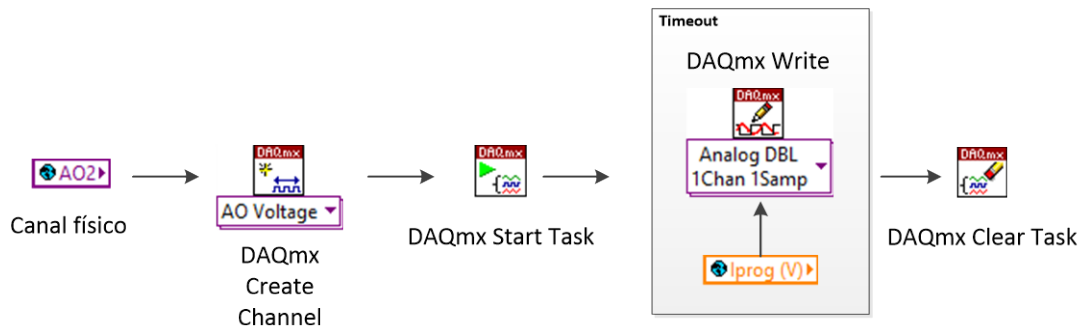 AO2
Canal físico
DAQmx
AO Voltage
DAQmx
Create
Channel
DAQmx
DAQmx Start Task
Timeout
DAQmx Write
DAQmx
Analog DBL
1Chan 1Samp
Iprog (V)
DAQmx
DAQmx Clear Task